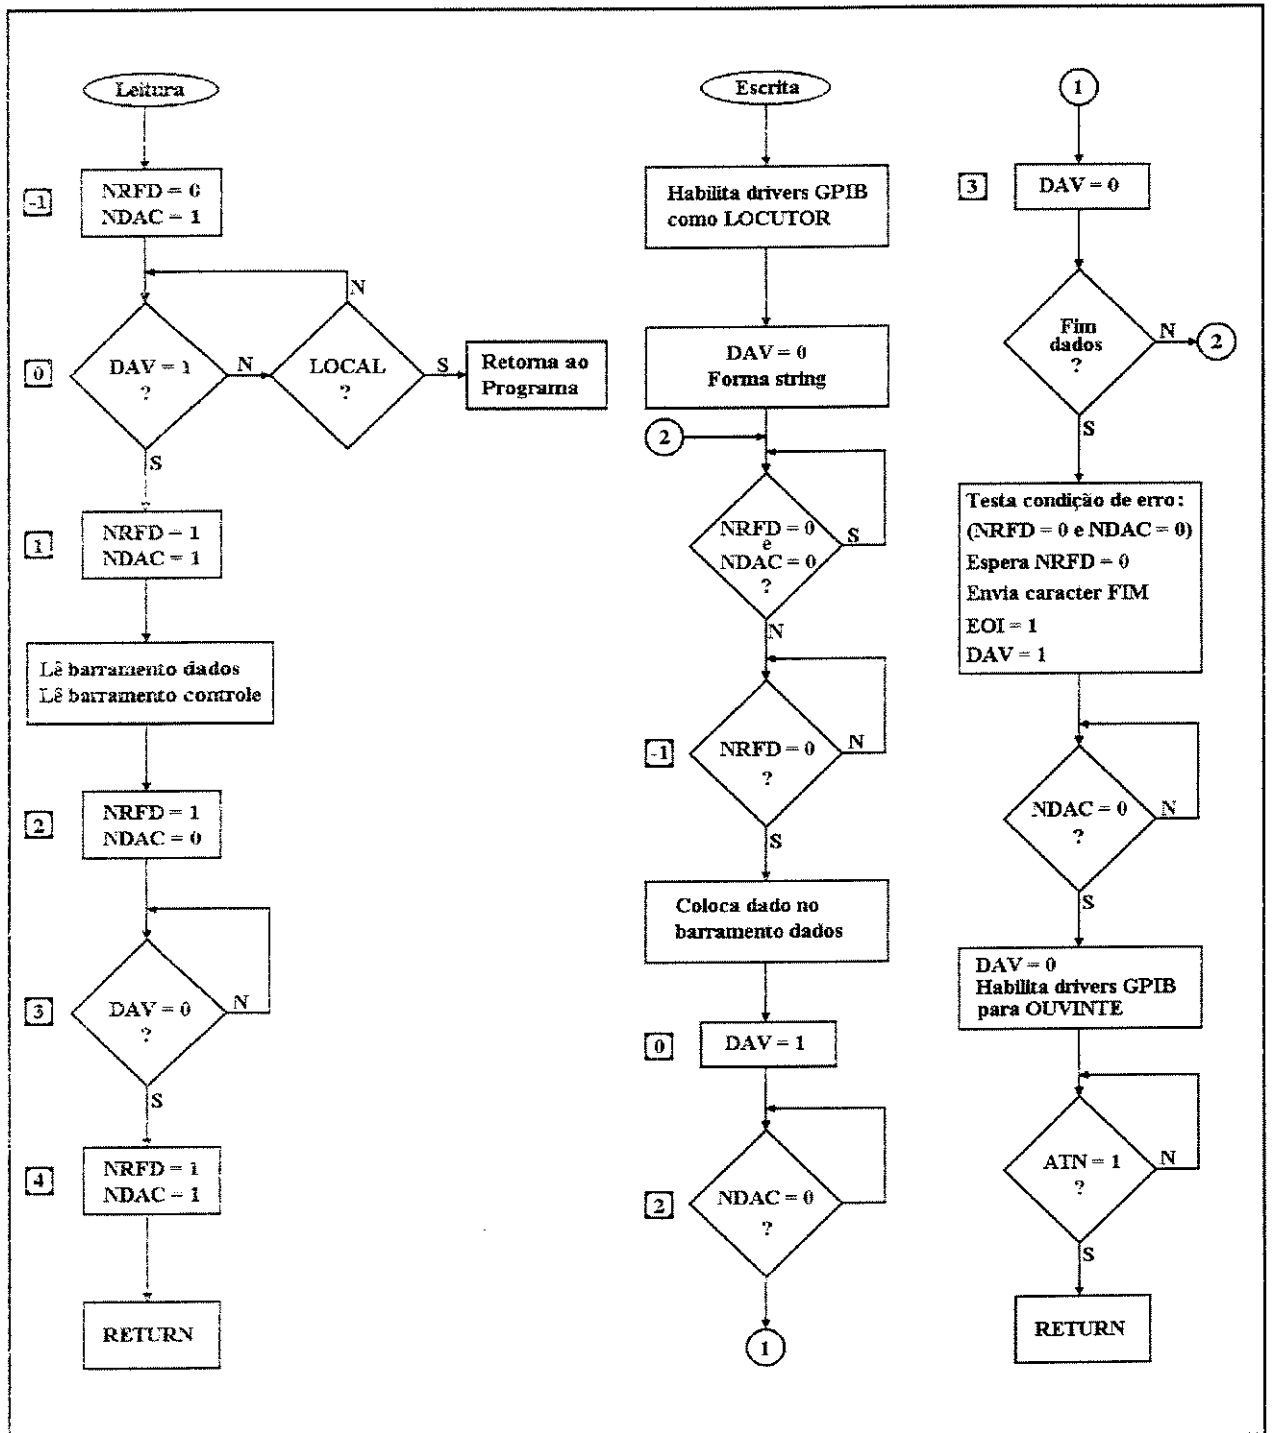 Leitura
-1
NRFD = 0
NDAC = 1
N
0
DAV = 1
?
N
LOCAL
?
S
Retorna ao
Programa
S
1
NRFD = 1
NDAC = 1
Lê barramento dados
Lê barramento controle
2
NRFD = 1
NDAC = 0
3
DAV = 0
?
N
S
4
NRFD = 1
NDAC = 1
RETURN
Escrita
Habilita drivers GPIB
como LOCUTOR
DAV = 0
Forma string
2
NRFD = 0
e
NDAC = 0
?
S
N
-1
NRFD = 0
?
N
S
Coloca dado no
barramento dados
0
DAV = 1
2
NDAC = 0
?
1
1
3
DAV = 0
Fim
dados
?
N
2
S
Testa condição de erro:
(NRFD = 0 e NDAC = 0)
Espera NRFD = 0
Envia caracter FIM
EOI = 1
DAV = 1
NDAC = 0
?
N
S
DAV = 0
Habilita drivers GPIB
para OUVINTE
ATN = 1
?
N
S
RETURN